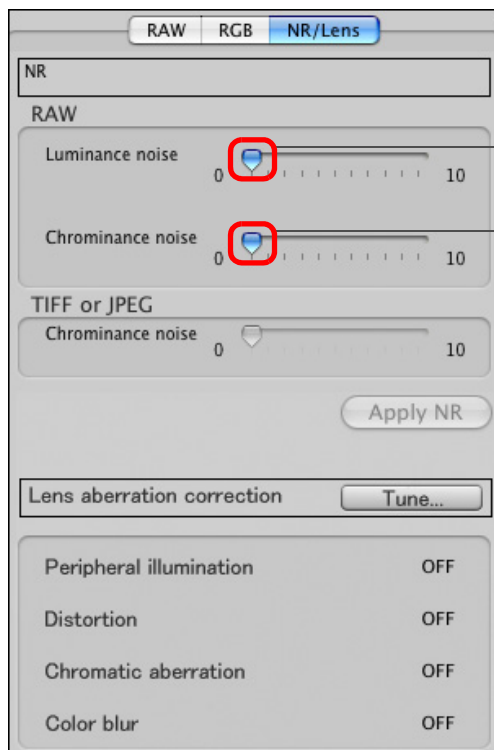 RAW RGB NR/Lens
NR
RAW
Luminance noise
0 10
Chrominance noise
0 10
TIFF or JPEG
Chrominance noise
0 10
Apply NR
Lens aberration correction Tune...
Peripheral illumination OFF
Distortion OFF
Chromatic aberration OFF
Color blur OFF